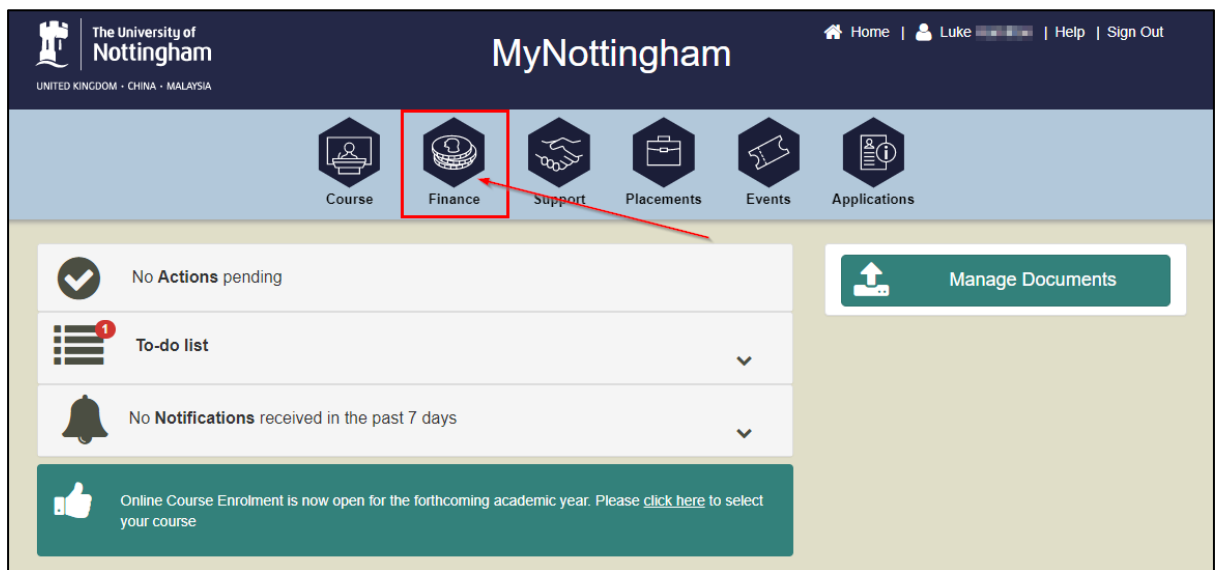 The University of
Nottingham
UNITED KINGDOM · CHINA · MALAYSIA
MyNottingham
Home | Luke | Help | Sign Out
Course Finance Support Placements Events Applications
No Actions pending
Manage Documents
1
To-do list
No Notifications received in the past 7 days
Online Course Enrolment is now open for the forthcoming academic year. Please click here to select
your course